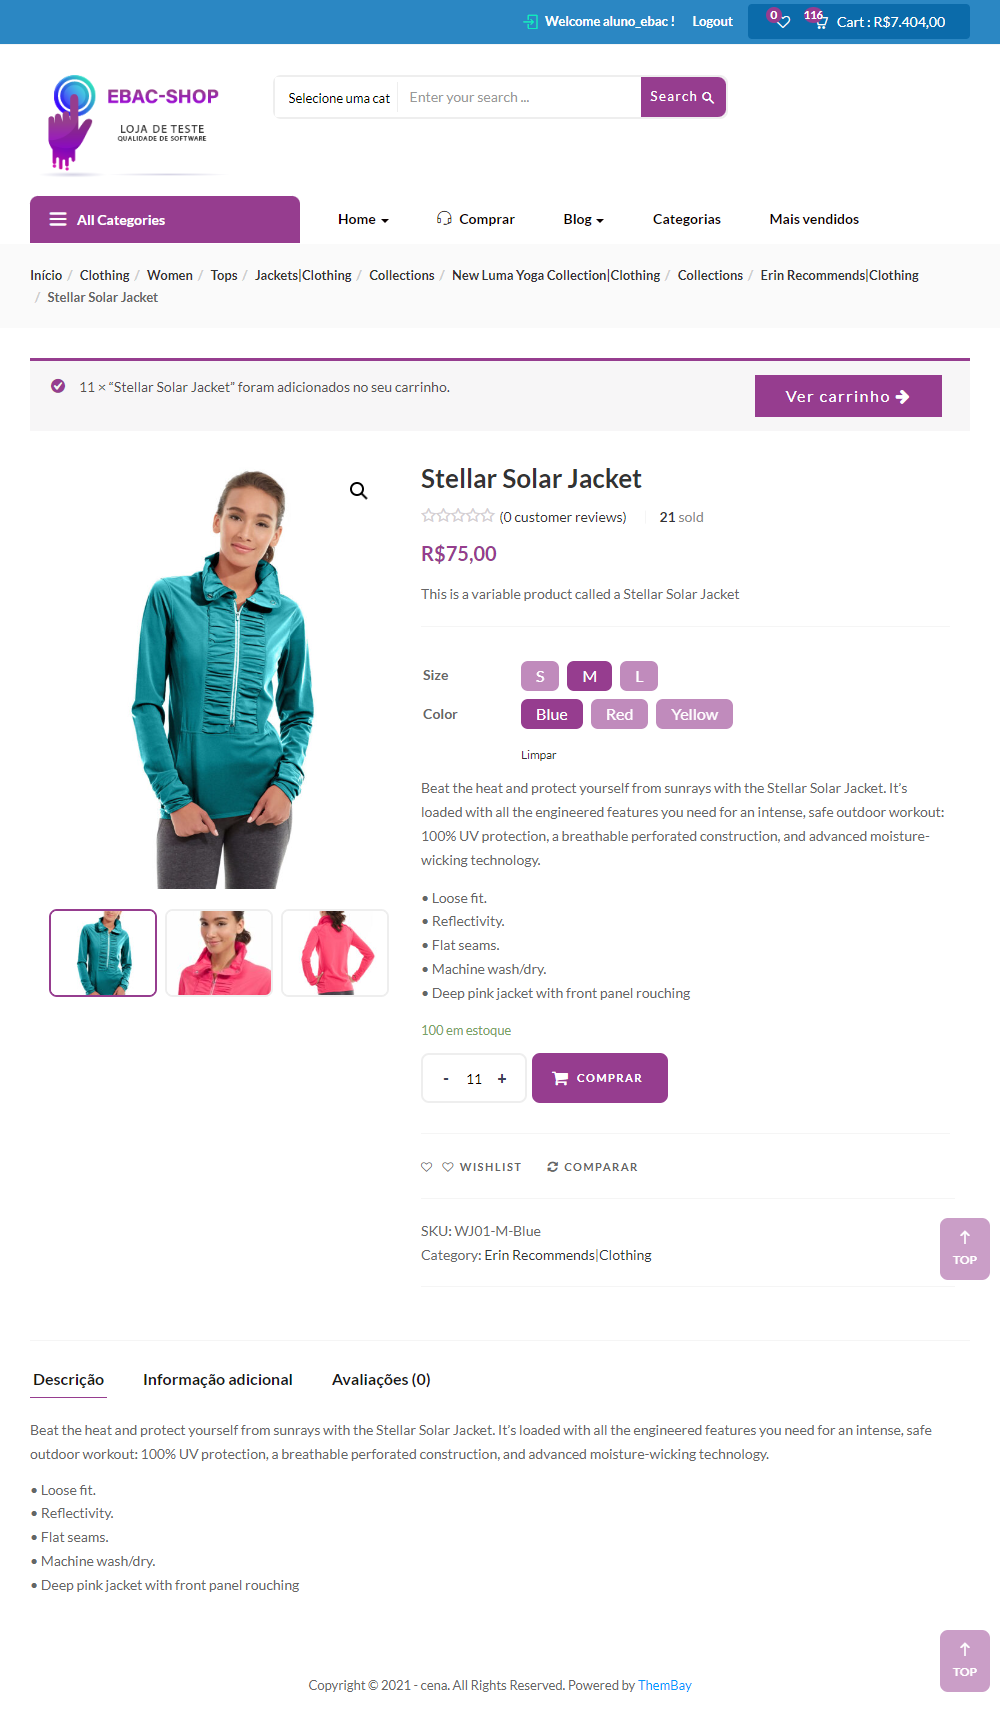 Welcome aluno_ebac !
Logout
0
116
Cart : R$7.404,00
EBAC-SHOP
LOJA DE TESTE
QUALIDADE DE SOFTWARE
Selecione uma cat
Enter your search ...
Search
All Categories
Home
Comprar
Blog
Categorias
Mais vendidos
Início / Clothing / Women / Tops / Jackets|Clothing / Collections / New Luma Yoga Collection|Clothing / Collections / Erin Recommends|Clothing
/ Stellar Solar Jacket
11 × “Stellar Solar Jacket” foram adicionados no seu carrinho.
Ver carrinho
Stellar Solar Jacket
(0 customer reviews)
21 sold
R$75,00
This is a variable product called a Stellar Solar Jacket
Size
S
M
L
Color
Blue
Red
Yellow
Limpar
Beat the heat and protect yourself from sunrays with the Stellar Solar Jacket. It’s
loaded with all the engineered features you need for an intense, safe outdoor workout:
100% UV protection, a breathable perforated construction, and advanced moisture-
wicking technology.
• Loose fit.
• Reflectivity.
• Flat seams.
• Machine wash/dry.
• Deep pink jacket with front panel rouching
100 em estoque
- 11 +
COMPRAR
WISHLIST
COMPARAR
SKU: WJ01-M-Blue
Category: Erin Recommends|Clothing
TOP
Descrição
Informação adicional
Avaliações (0)
Beat the heat and protect yourself from sunrays with the Stellar Solar Jacket. It’s loaded with all the engineered features you need for an intense, safe
outdoor workout: 100% UV protection, a breathable perforated construction, and advanced moisture-wicking technology.
• Loose fit.
• Reflectivity.
• Flat seams.
• Machine wash/dry.
• Deep pink jacket with front panel rouching
TOP
Copyright © 2021 - cena. All Rights Reserved. Powered by ThemBay